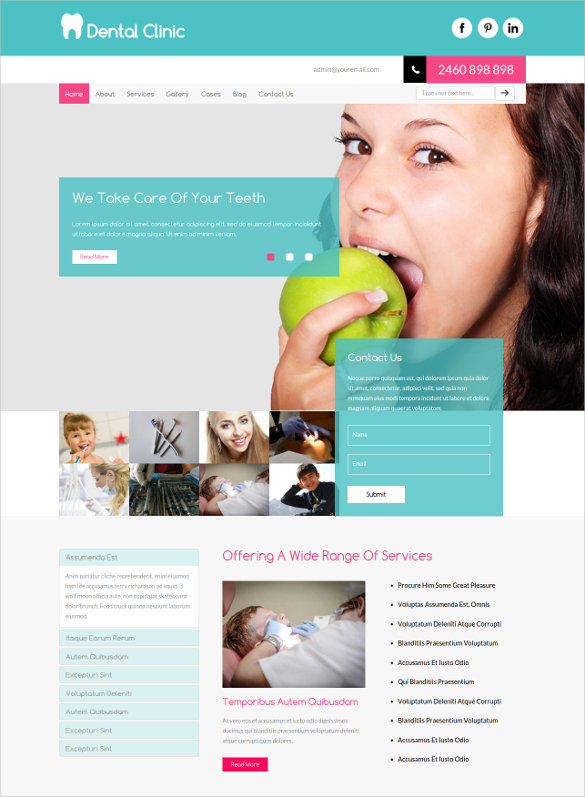 Dental Clinic
f
in
admin@youremail.com
2460 898 898
Home About Services Gallery Cases Blog Contact Us
Type your text here..
We Take Care Of Your Teeth
Lorem ipsum dolor sit amet, consectetur adipiscing elit, sed do eiusmod tempor incididunt
ut labore et dolore magna aliqua. Ut enim ad minim veniam.
Read More
Contact Us
Neque porro quisquam est, qui dolorem ipsum quia dolor
sit amet, consectetur, adipisci velit, sed quia non
numquam eius modi tempora incidunt ut labore et dolore
magnam aliquam quaerat voluptatem.
Name
Email
Submit
Assumenda Est
Anim pariatur cliche reprehenderit, enim eiusmod
high life accusamus terry richardson ad squid. 3
wolf moon officia aute, non cupidatat skateboard
dolor brunch. Food truck quinoa nesciunt laborum
eiusmod.
Itaque Earum Rerum
Autem Quibusdam
Excepturi Sint
Voluptatum Deleniti
Autem Quibusdam
Excepturi Sint
Excepturi Sint
Offering A Wide Range Of Services
Temporibus Autem Quibusdam
At vero eos et accusamus et iusto odio dignissimos
ducimus qui blanditiis praesentium voluptatum deleniti
atque corrupti quos dolores.
Read More
Procure Him Some Great Pleasure
Voluptas Assumenda Est, Omnis
Voluptatum Deleniti Atque Corrupti
Blanditiis Praesentium Voluptatum
Accusamus Et Iusto Odio
Qui Blanditiis Praesentium
Voluptatum Deleniti Atque Corrupti
Blanditiis Praesentium Voluptatum
Accusamus Et Iusto Odio
Accusamus Et Iusto Odio